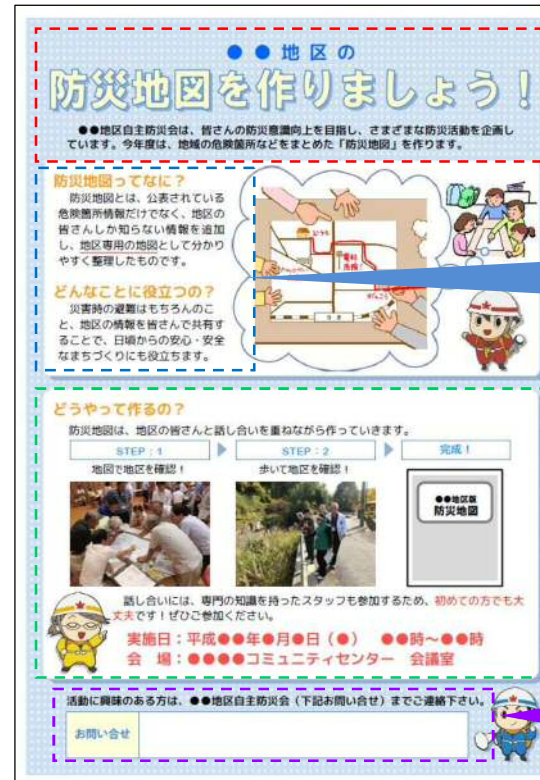 ●●地区の
防災地図を作りましょう！
●●地区自主防災会は、皆さんの防災意識向上を目指し、さまざまな防災活動を企画し
ています。今年度は、地域の危険箇所などをまとめた「防災地図」を作ります。
防災地図ってなに？
防災地図とは、公表されている
危険箇所情報だけでなく、地区の
皆さんしか知らない情報を追加
し、地区専用の地図として分かり
やすく整理したものです。
どんなことに役立つの？
災害時の避難はもちろんのこ
と、地区の情報を皆さんで共有す
ることで、日頃からの安心・安全
なまちづくりにも役立ちます。
どうやって作るの？
防災地図は、地区の皆さんと話し合いを重ねながら作っていきます。
STEP：1
STEP：2
完成！
地図で地区を確認！
歩いて地区を確認！
●●地区版
防災地図
話し合いには、専門の知識を持ったスタッフも参加するため、初めての方でも大
丈夫です！ぜひご参加ください。
実施日：平成●●年●月●日（●） ●●時～●●時
会 場：●●●●コミュニティセンター 会議室
活動に興味のある方は、●●地区自主防災会（下記お問い合せ）までご連絡下さい。
お問い合せ